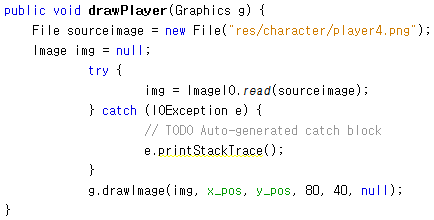 public void drawPlayer(Graphics g) {
    File sourceimage = new File("res/character/player4.png");
    Image img = null;
            try {
                    img = ImageIO.read(sourceimage);
            } catch (IOException e) {
                    // TODO Auto-generated catch block
                    e.printStackTrace();
            }
            g.drawImage(img, x_pos, y_pos, 80, 40, null);
}